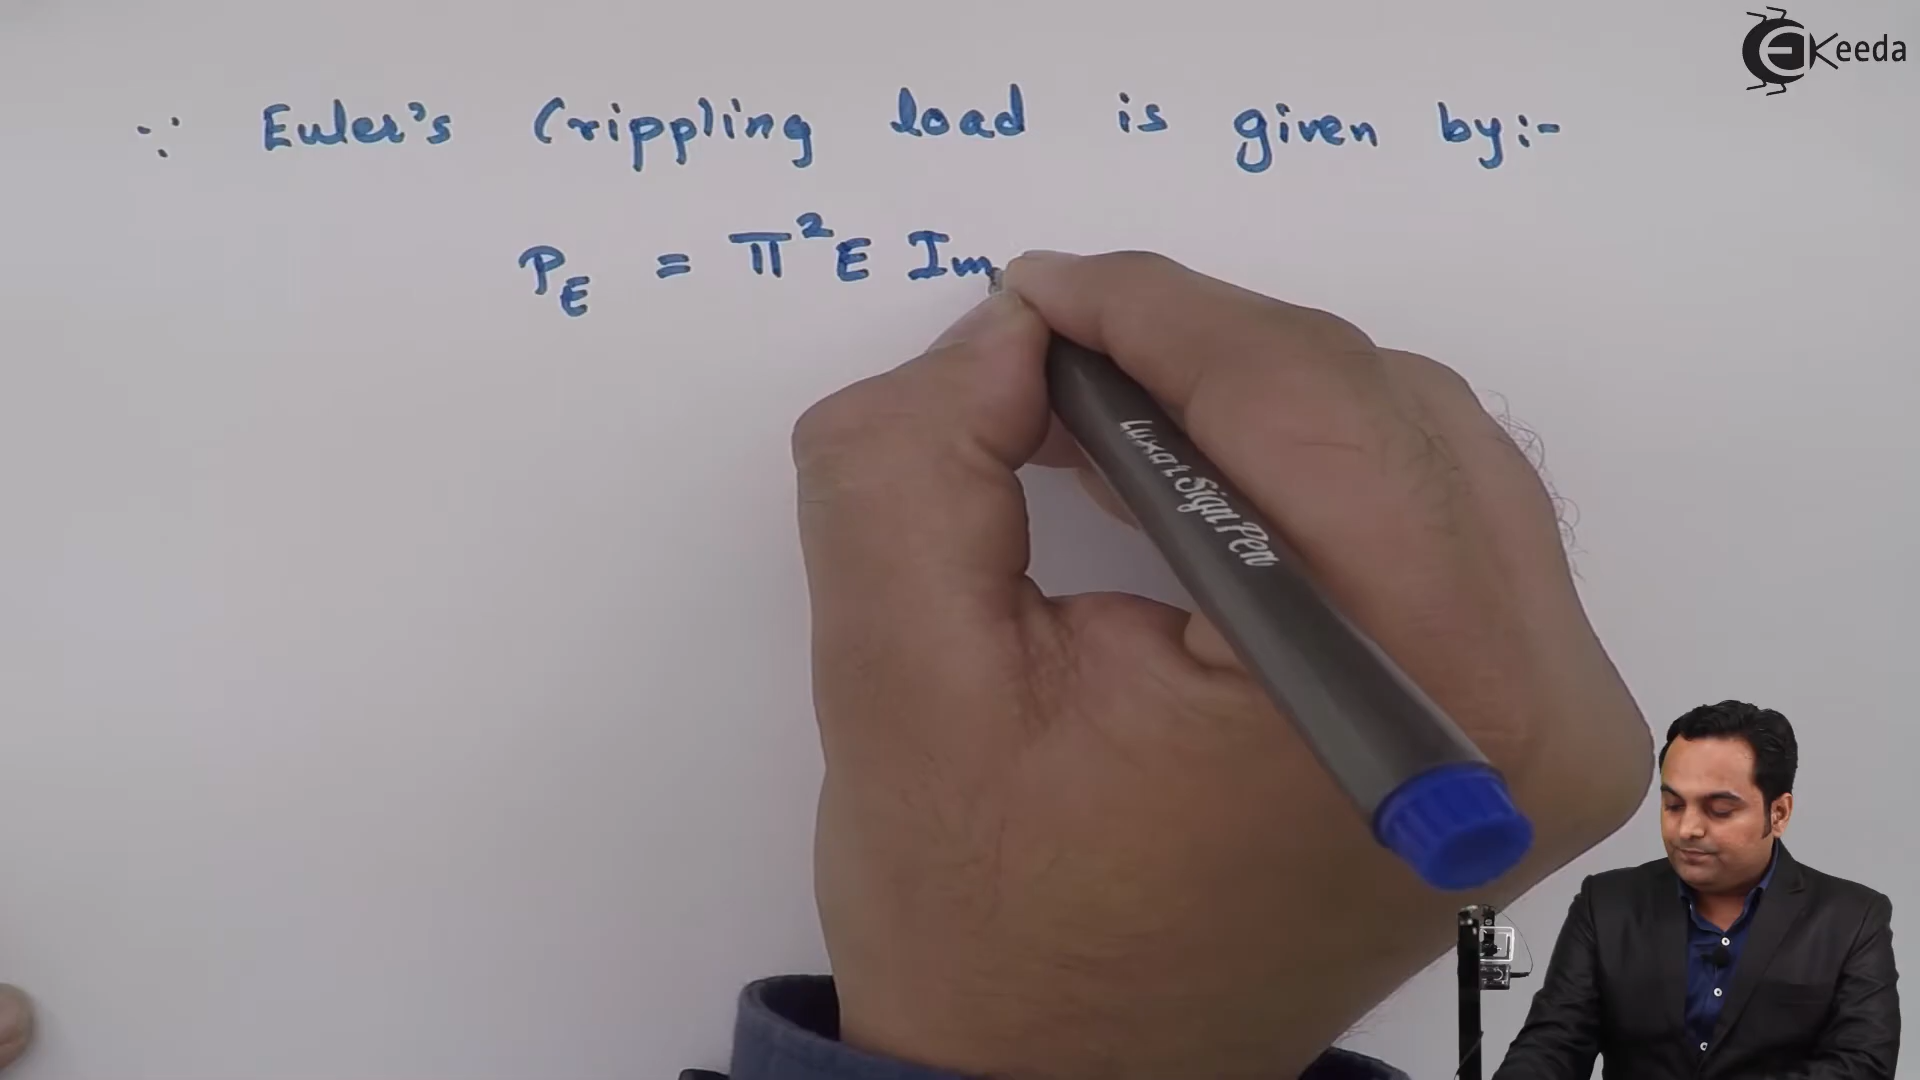 EKeeda
∵ Euler's Crippling load is given by:-
P_E = π²E Im
Luxor Sign Pen